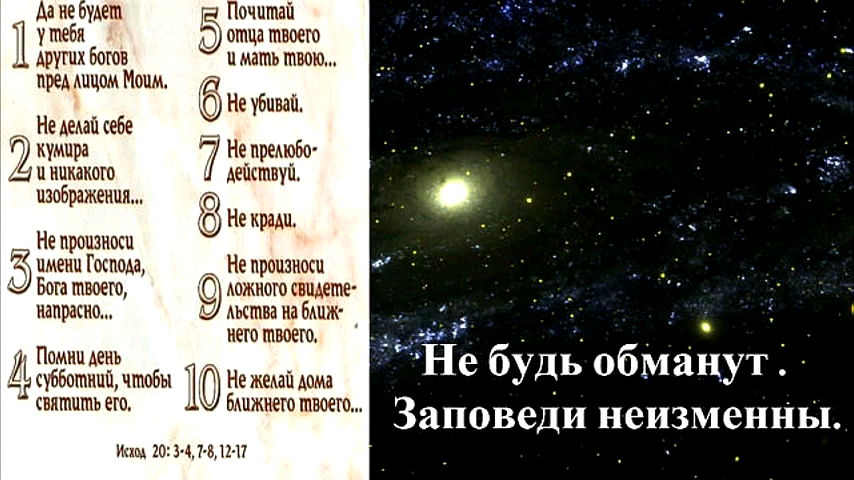 1 Да не будет
у тебя
других богов
пред лицом Моим.
2 Не делай себе
кумира
и никакого
изображения...
3 Не произноси
имени Господа,
Бога твоего,
напрасно...
4 Помни день
субботний, чтобы
святить его.
5 Почитай
отца твоего
и мать твою...
6 Не убивай.
7 Не прелюбо-
действуй.
8 Не кради.
9 Не произноси
ложного свидете-
льства на ближ-
него твоего.
10 Не желай дома
ближнего твоего...
Исход 20: 3-4, 7-8, 12-17
Не будь обманут .
Заповеди неизменны.